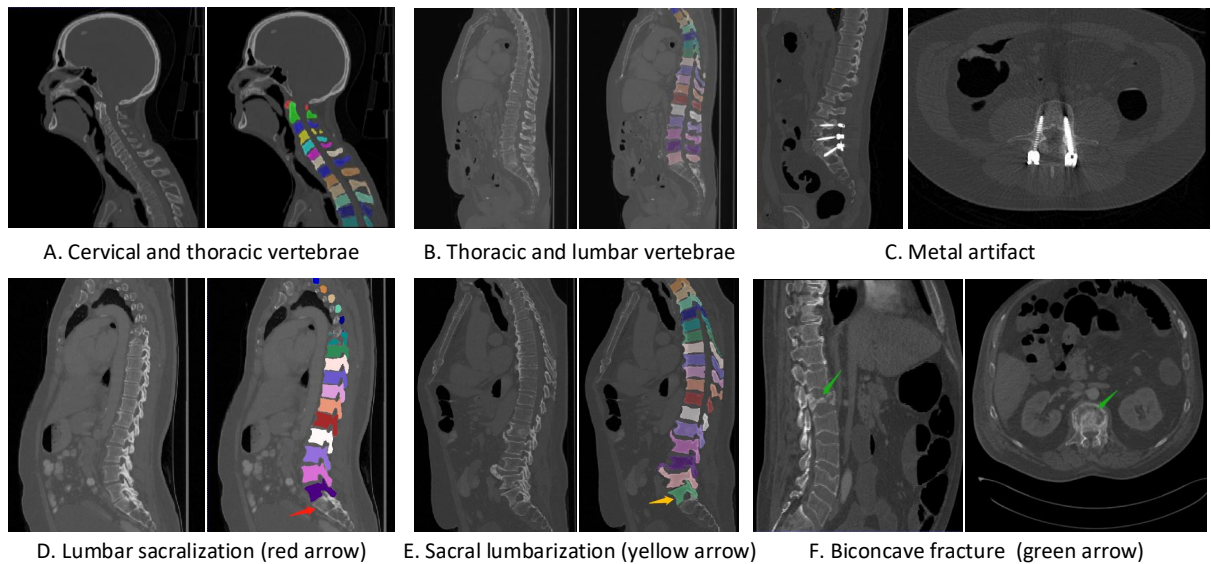 A. Cervical and thoracic vertebrae
B. Thoracic and lumbar vertebrae
C. Metal artifact
D. Lumbar sacralization (red arrow)
E. Sacral lumbarization (yellow arrow)
F. Biconcave fracture  (green arrow)